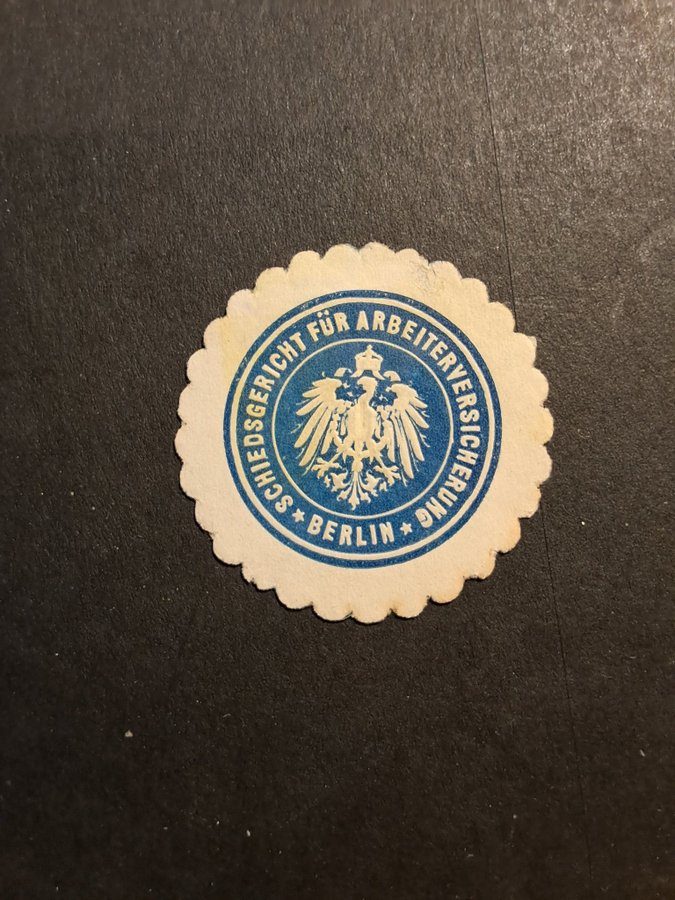 SCHIEDSGERICHT FÜR ARBEITERVERSICHERUNG
* BERLIN *